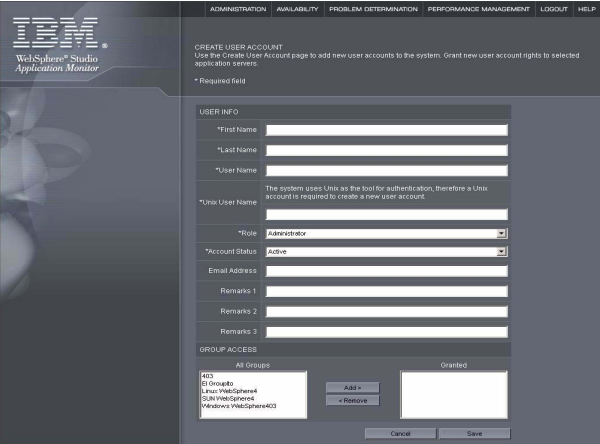 ADMINISTRATION AVAILABILITY PROBLEM DETERMINATION PERFORMANCE MANAGEMENT LOGOUT HELP
IBM®
WebSphere® Studio
Application Monitor
CREATE USER ACCOUNT
Use the Create User Account page to add new user accounts to the system. Grant new user account rights to selected
application servers.
* Required field
USER INFO
*First Name
*Last Name
*User Name
The system uses Unix as the tool for authentication, therefore a Unix
account is required to create a new user account.
*Unix User Name
*Role Administrator
*Account Status Active
Email Address
Remarks 1
Remarks 2
Remarks 3
GROUP ACCESS
All Groups Granted
403
El Grouplto
Linux WebSphere4
SUN WebSphere4
Windows WebSphere403
Add »
« Remove
Cancel Save